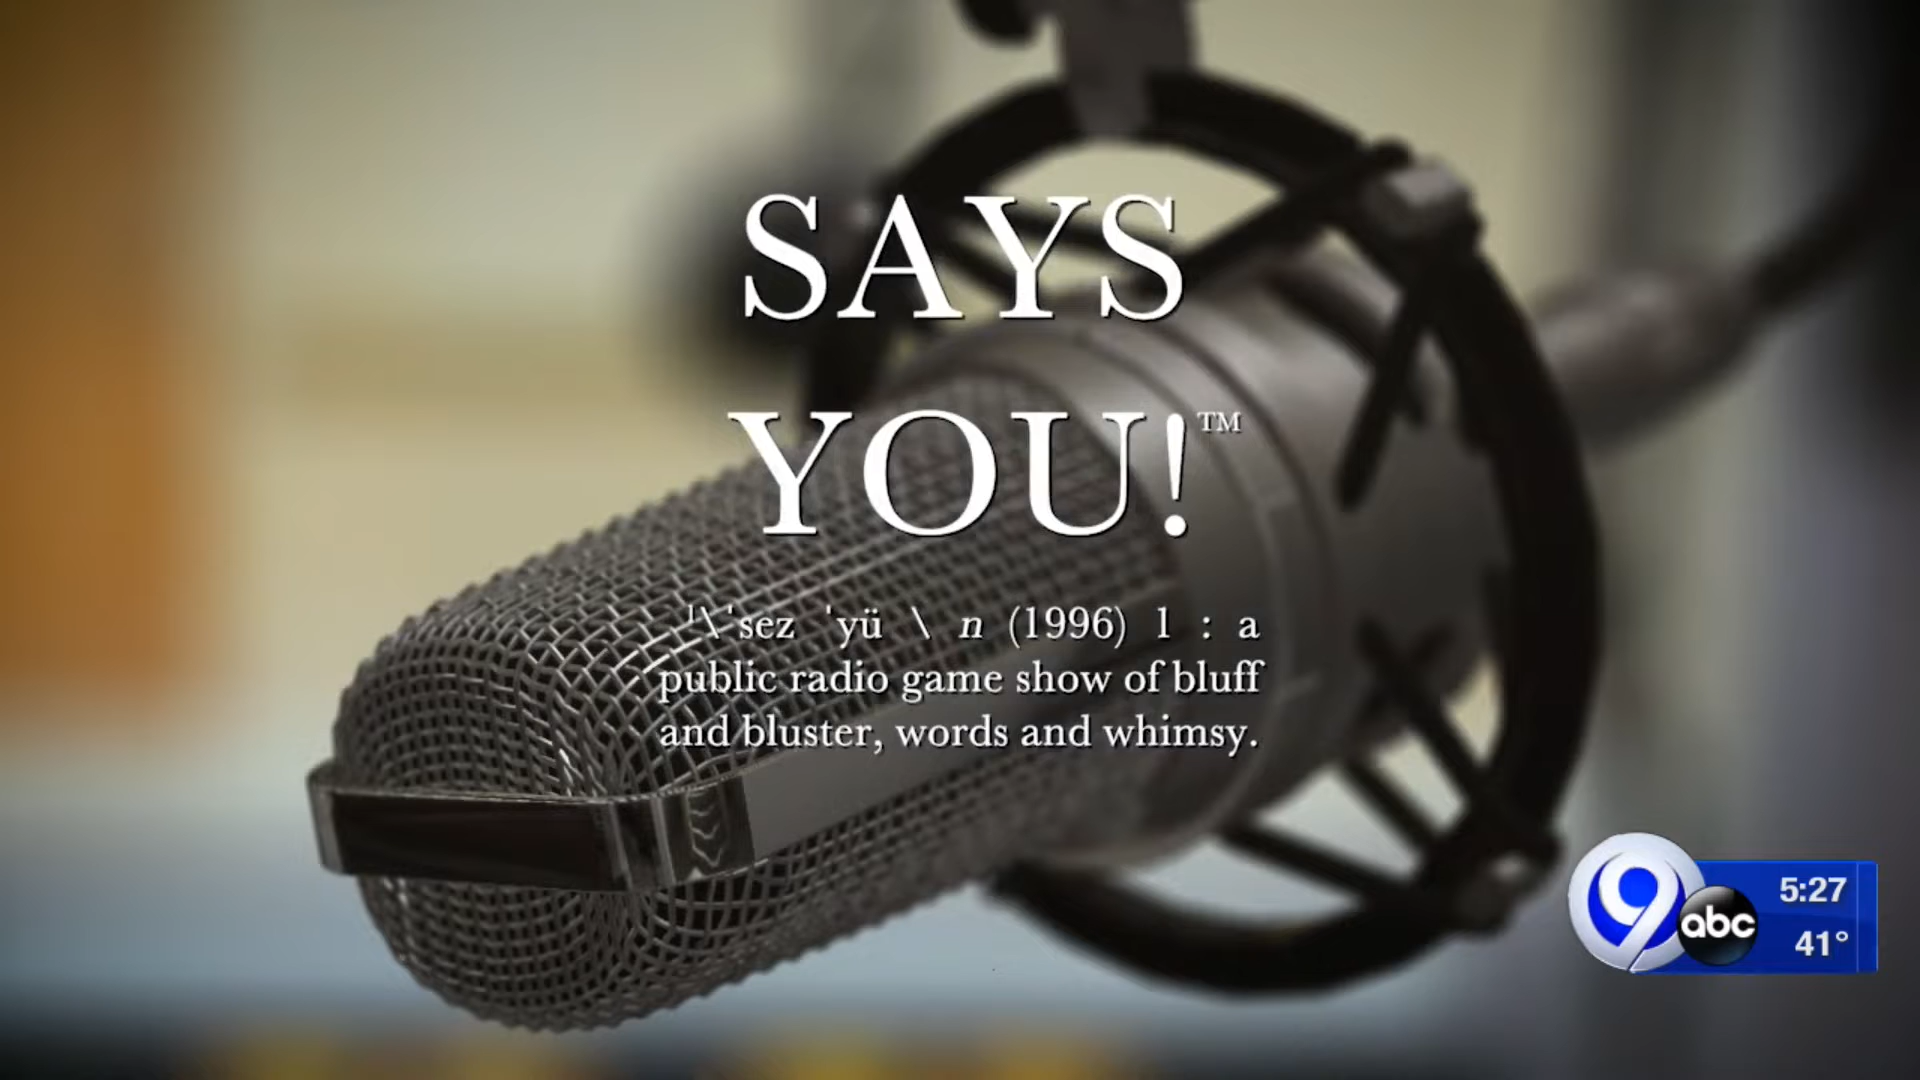 SAYS
YOU!™
\ˈsez ˈyü \ n (1996) 1 : a
public radio game show of bluff
and bluster, words and whimsy.
9
abc
5:27
41°